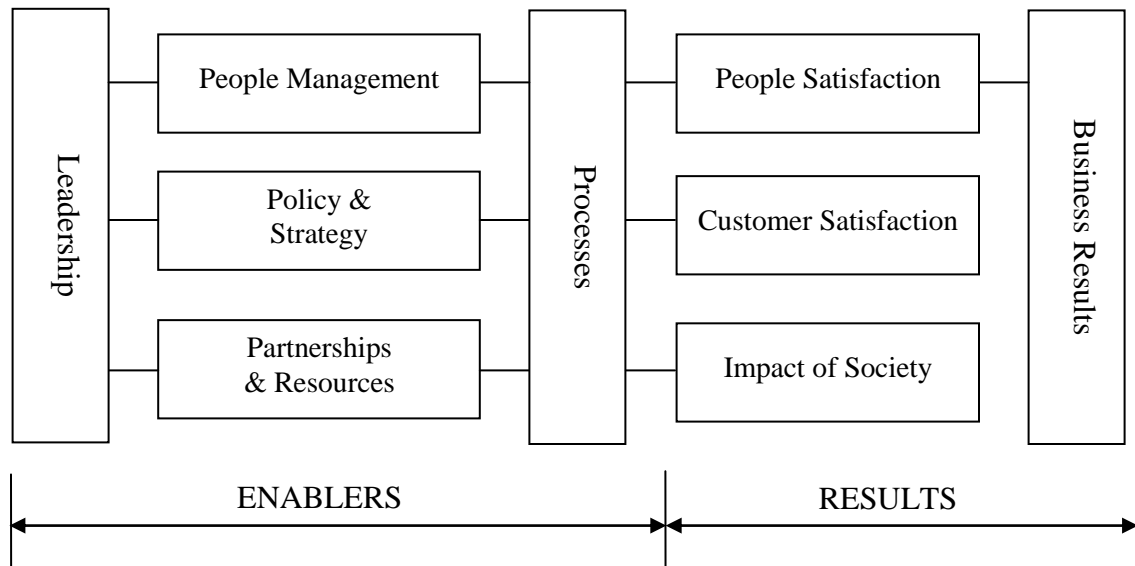 Leadership
People Management
Policy &
Strategy
Partnerships
& Resources
Processes
People Satisfaction
Customer Satisfaction
Impact of Society
Business Results
ENABLERS
RESULTS